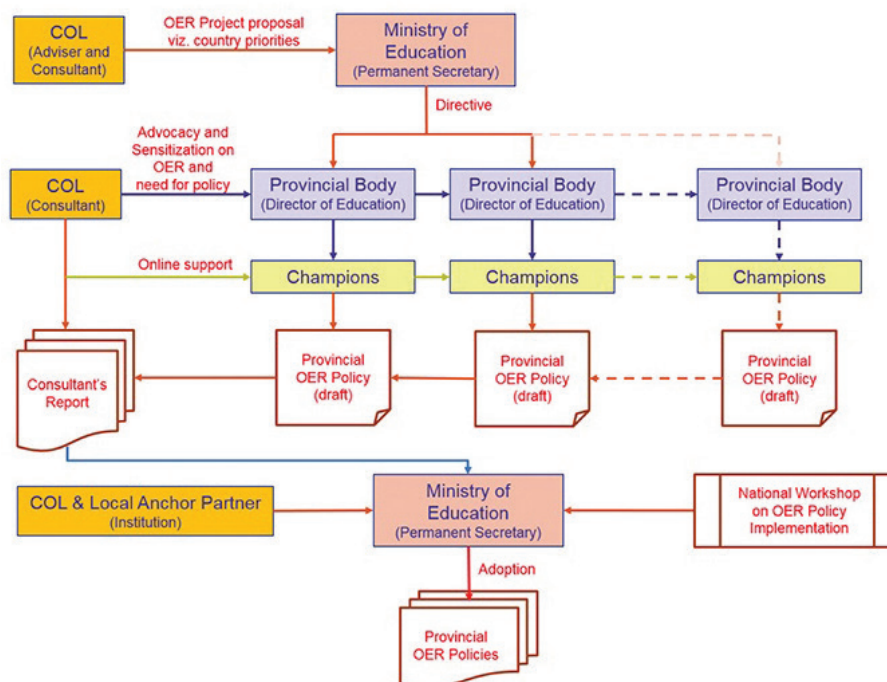 COL
(Adviser and
Consultant)
OER Project proposal
viz. country priorities
Ministry of
Education
(Permanent Secretary)
Directive
Advocacy and
Sensitization on
OER and
need for policy
COL
(Consultant)
Provincial Body
(Director of Education)
Provincial Body
(Director of Education)
Provincial Body
(Director of Education)
Online support
Champions
Champions
Champions
Consultant's
Report
Provincial
OER Policy
(draft)
Provincial
OER Policy
(draft)
Provincial
OER Policy
(draft)
COL & Local Anchor Partner
(Institution)
Ministry of
Education
(Permanent Secretary)
National Workshop
on OER Policy
Implementation
Adoption
Provincial
OER Policies